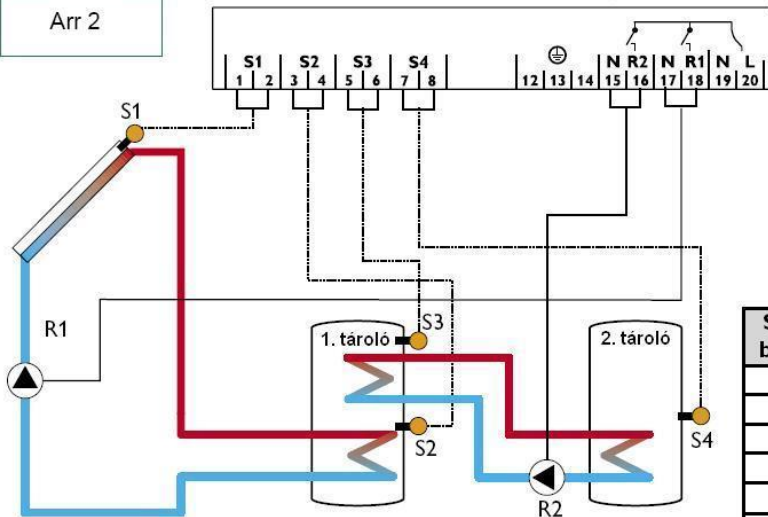 Arr 2
S1 S2 S3 S4 N R2 N R1 N L
1 2 3 4 5 6 7 8 12 13 14 15 16 17 18 19 20
S1
R1
1. tároló
S3
2. tároló
S2
S4
R2
S
b